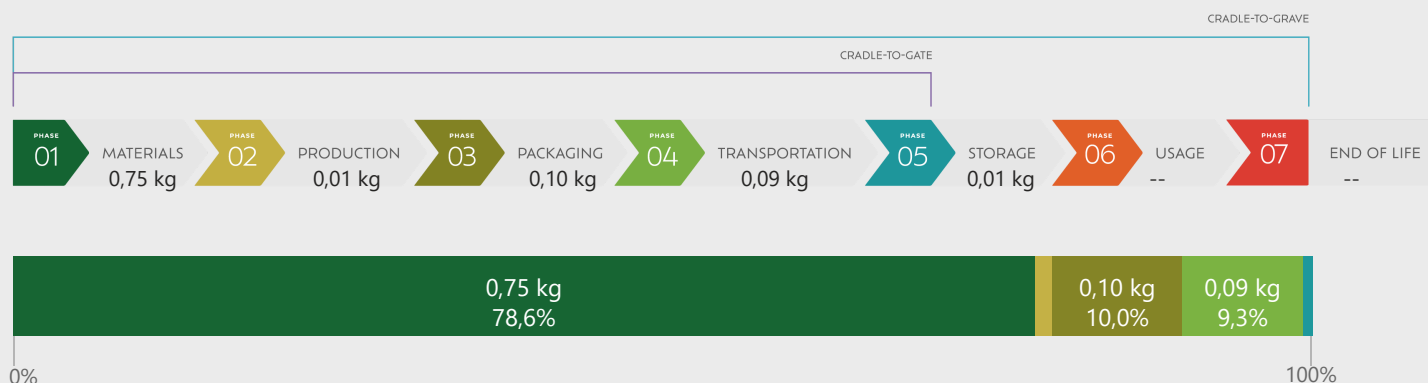 CRADLE-TO-GRAVE
CRADLE-TO-GATE
PHASE
01
MATERIALS
0,75 kg
PHASE
02
PRODUCTION
0,01 kg
PHASE
03
PACKAGING
0,10 kg
PHASE
04
TRANSPORTATION
0,09 kg
PHASE
05
STORAGE
0,01 kg
PHASE
06
USAGE
--
PHASE
07
END OF LIFE
--
0,75 kg
78,6%
0,10 kg
10,0%
0,09 kg
9,3%
0%
100%